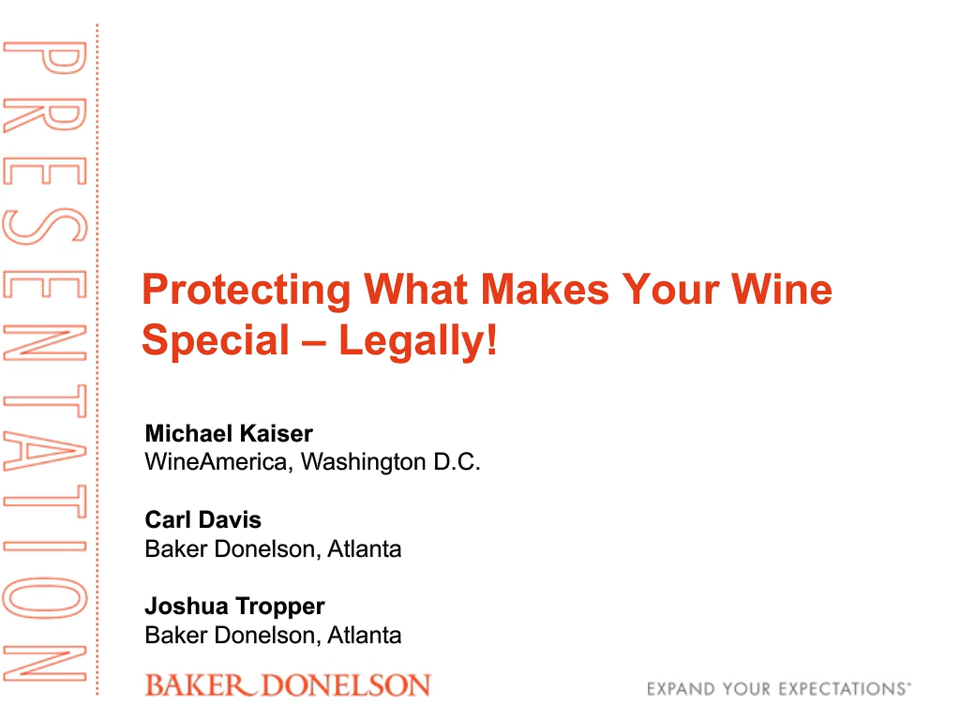 PRESENTATION
Protecting What Makes Your Wine
Special – Legally!
Michael Kaiser
WineAmerica, Washington D.C.
Carl Davis
Baker Donelson, Atlanta
Joshua Tropper
Baker Donelson, Atlanta
BAKER DONELSON
EXPAND YOUR EXPECTATIONS™